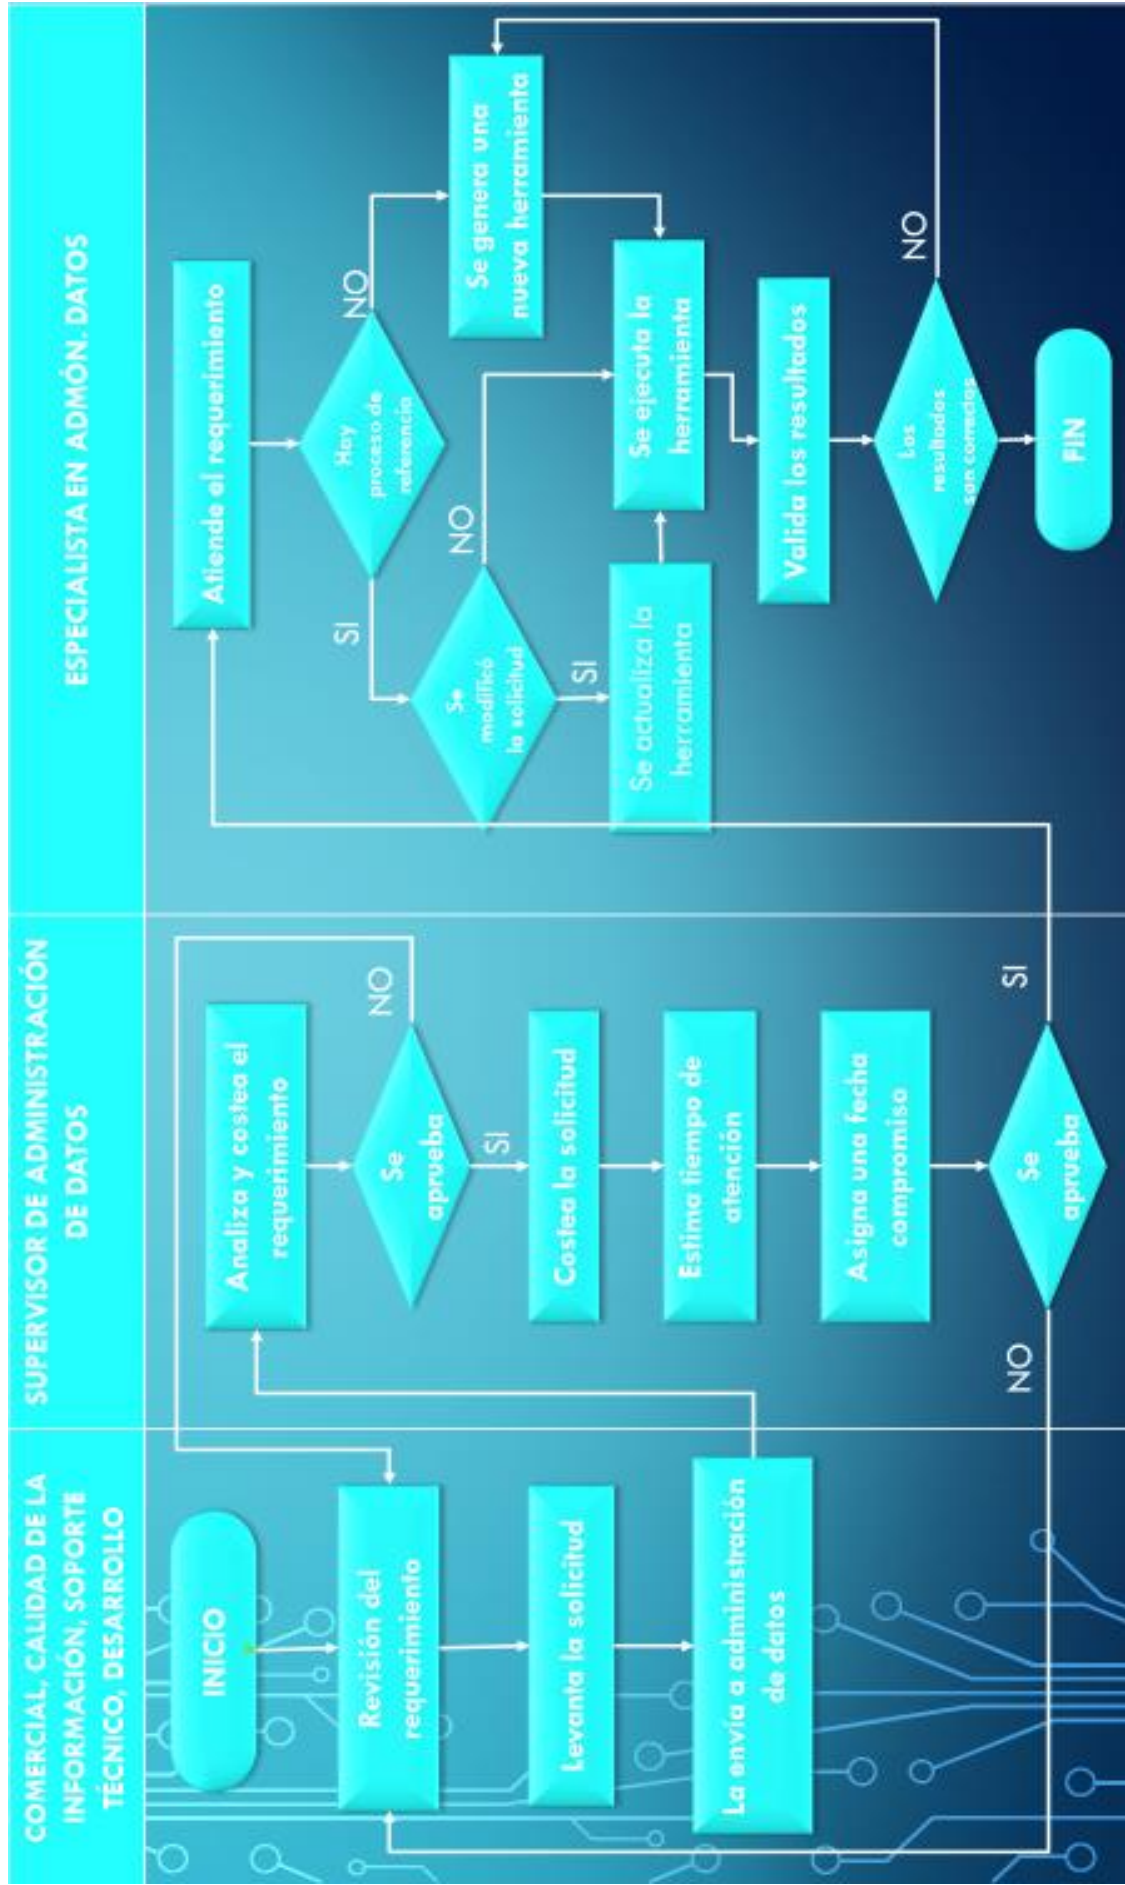 COMERCIAL, CALIDAD DE LA
INFORMACIÓN, SOPORTE
TÉCNICO, DESARROLLO
INICIO
Revisión del
requerimiento
Levanta la solicitud
La envía a administración
de datos
SUPERVISOR DE ADMINISTRACIÓN
DE DATOS
Analiza y costea el
requerimiento
Se
aprueba
NO
SI
Costea la solicitud
Estima tiempo de
atención
Asigna una fecha
compromiso
Se
aprueba
NO
SI
ESPECIALISTA EN ADMÓN. DATOS
Atiende al requerimiento
Hay
proceso de
referencia
SI
NO
Se
modificó
la solicitud
NO
SI
Se actualiza la
herramienta
Se genera una
nueva herramienta
Se ejecuta la
herramienta
Valida los resultados
Los
resultados
son correctos
NO
FIN